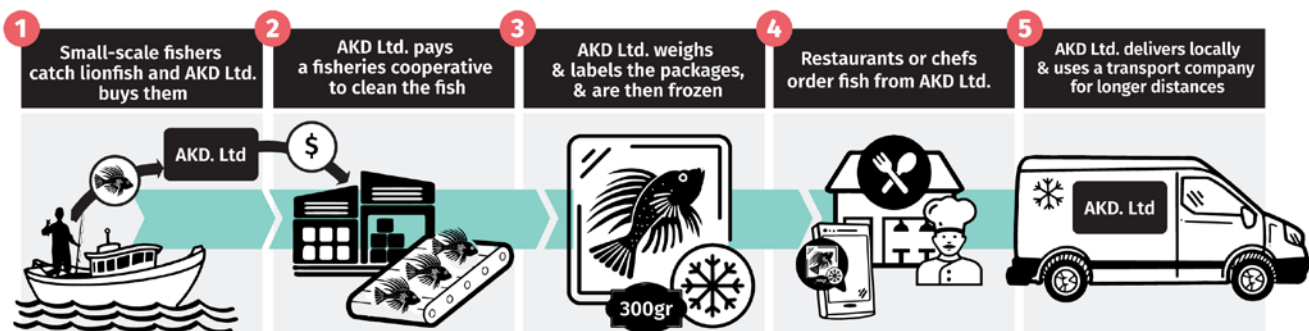 1
Small-scale fishers
catch lionfish and AKD Ltd.
buys them
2
AKD Ltd. pays
a fisheries cooperative
to clean the fish
3
AKD Ltd. weighs
& labels the packages,
& are then frozen
4
Restaurants or chefs
order fish from AKD Ltd.
5
AKD Ltd. delivers locally
& uses a transport company
for longer distances
AKD. Ltd
$
300gr
AKD. Ltd